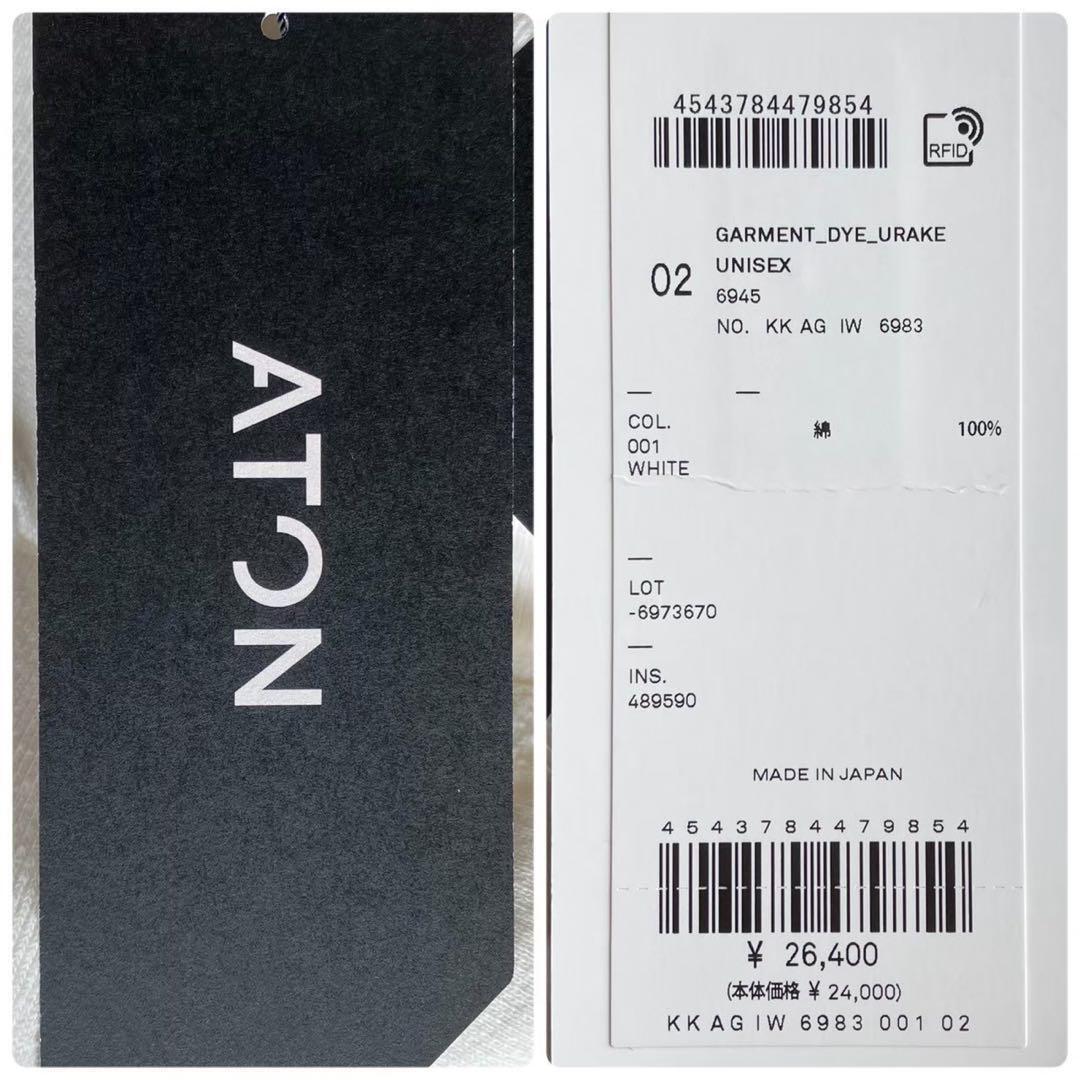 ATON
4543784479854
RFID
02
GARMENT_DYE_URAKE
UNISEX
6945
NO. KK AG IW 6983
COL.
001
WHITE
綿 100%
LOT
-6973670
INS.
489590
MADE IN JAPAN
4543784479854
¥ 26,400
(本体価格 ¥ 24,000)
KK AG IW 6983 001 02